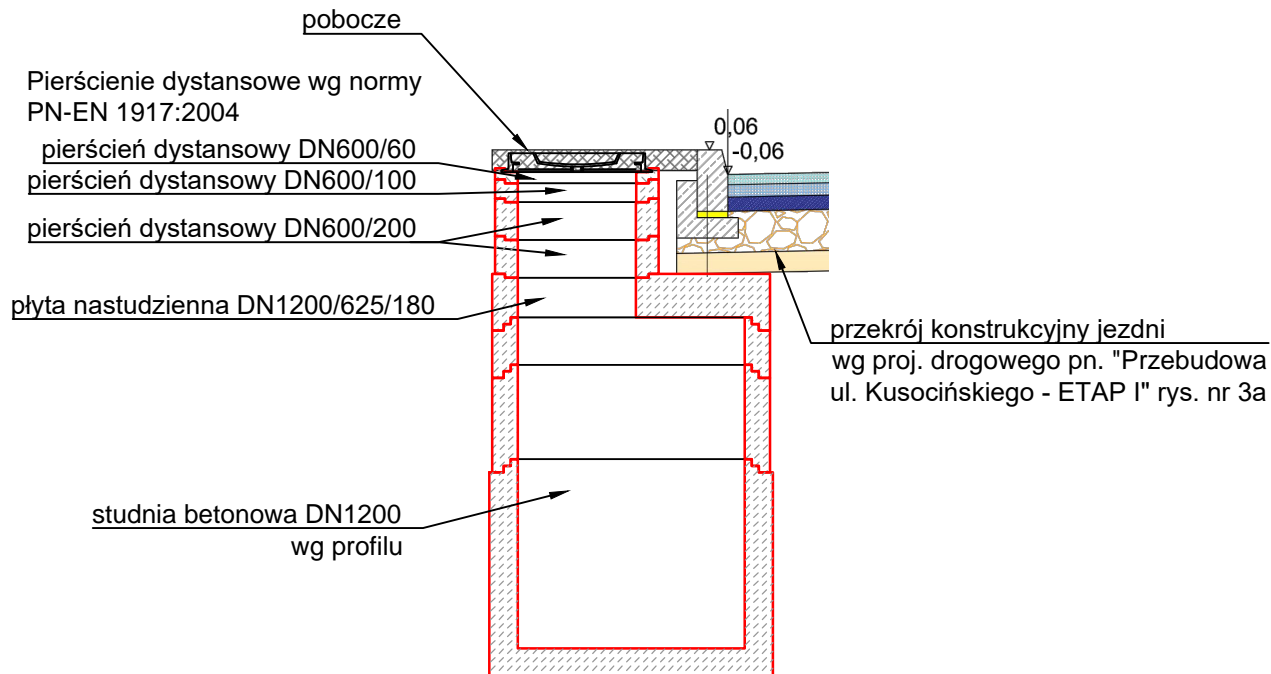 pobocze
Pierścienie dystansowe wg normy
PN-EN 1917:2004
pierścień dystansowy DN600/60
pierścień dystansowy DN600/100
pierścień dystansowy DN600/200
płyta nastudzienna DN1200/625/180
studnia betonowa DN1200
wg profilu
0,06
-0,06
przekrój konstrukcyjny jezdni
wg proj. drogowego pn. "Przebudowa
ul. Kusocińskiego - ETAP I" rys. nr 3a